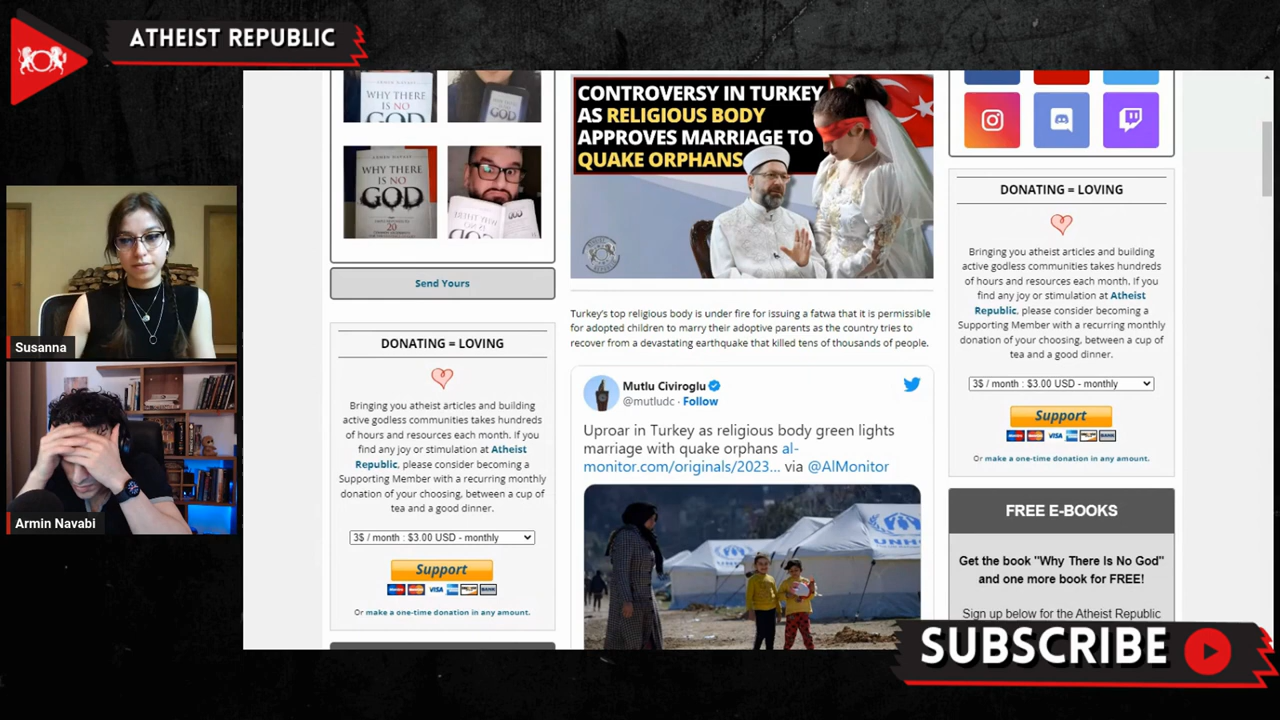 ATHEIST REPUBLIC
Susanna
Armin Navabi
WHY THERE
IS NO
GOD
WHY THERE
IS NO
GOD
20
Send Yours
DONATING = LOVING
Bringing you atheist articles and building
active godless communities takes hundreds
of hours and resources each month. If you
find any joy or stimulation at Atheist
Republic, please consider becoming a
Supporting Member with a recurring monthly
donation of your choosing, between a cup of
tea and a good dinner.
3$ / month : $3.00 USD - monthly
Support
VISA
Or make a one-time donation in any amount.
CONTROVERSY IN TURKEY
AS RELIGIOUS BODY
APPROVES MARRIAGE TO
QUAKE ORPHANS
Turkey's top religious body is under fire for issuing a fatwa that it is permissible
for adopted children to marry their adoptive parents as the country tries to
recover from a devastating earthquake that killed tens of thousands of people.
Mutlu Civiroglu
@mutludc · Follow
Uproar in Turkey as religious body green lights
marriage with quake orphans al-
monitor.com/originals/2023... via @AlMonitor
UNHC
DONATING = LOVING
Bringing you atheist articles and building
active godless communities takes hundreds
of hours and resources each month. If you
find any joy or stimulation at Atheist
Republic, please consider becoming a
Supporting Member with a recurring monthly
donation of your choosing, between a cup of
tea and a good dinner.
3$ / month : $3.00 USD - monthly
Support
VISA
Or make a one-time donation in any amount.
FREE E-BOOKS
Get the book "Why There Is No God"
and one more book for FREE!
Sign up below for the Atheist Republic
SUBSCRIBE